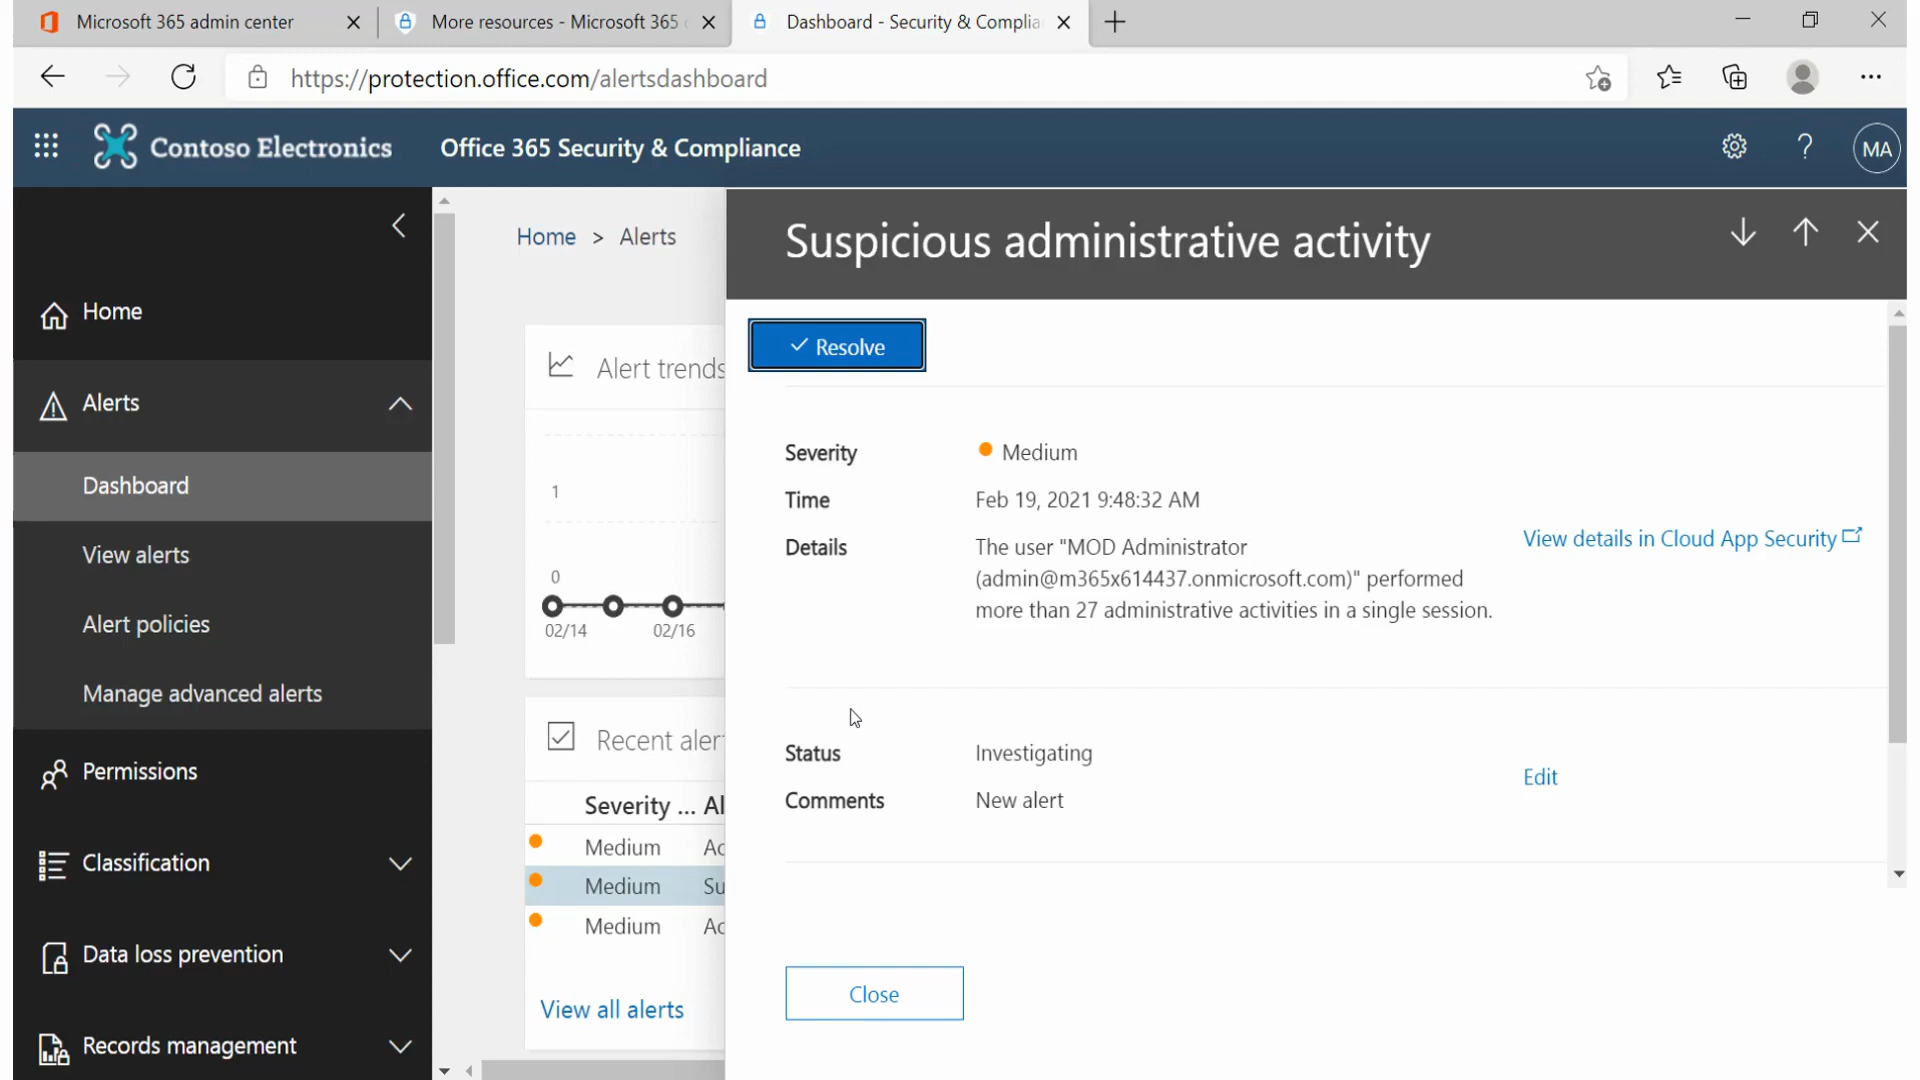 Microsoft 365 admin center
More resources - Microsoft 365
Dashboard - Security & Complia
https://protection.office.com/alertsdashboard
Contoso Electronics
Office 365 Security & Compliance
?
MA
Home
Alerts
Dashboard
View alerts
Alert policies
Manage advanced alerts
Permissions
Classification
Data loss prevention
Records management
Home > Alerts
Alert trends
1
0
02/14
02/16
Recent aler
Severity ... Al
Medium Ac
Medium Su
Medium Ac
View all alerts
Suspicious administrative activity
Resolve
Severity Medium
Time Feb 19, 2021 9:48:32 AM
Details The user "MOD Administrator
(admin@m365x614437.onmicrosoft.com)" performed
more than 27 administrative activities in a single session.
View details in Cloud App Security
Status Investigating
Comments New alert
Edit
Close